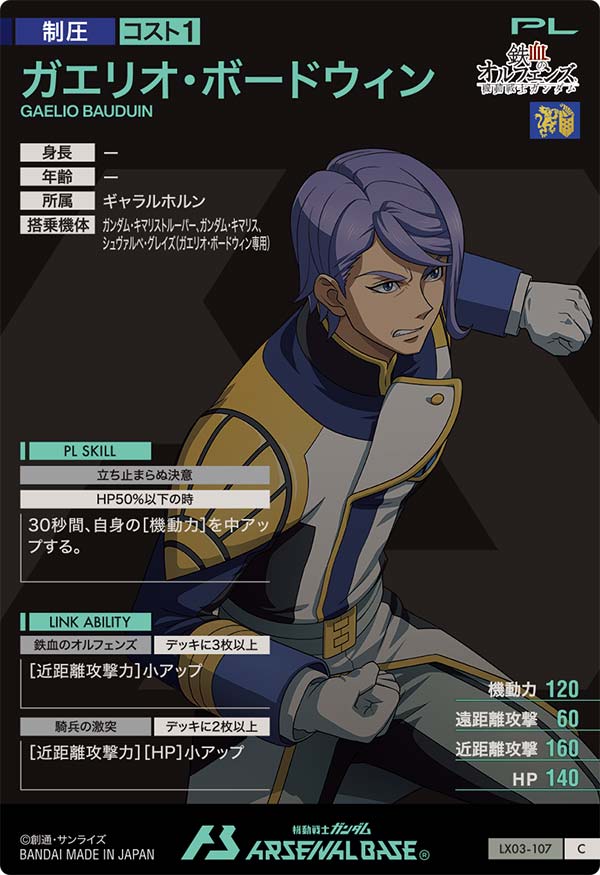 制圧 コスト1 PL
ガエリオ・ボードウィン
GAELIO BAUDUIN
鉄血の
オルフェンズ
機動戦士ガンダム
身長 ー
年齢 ー
所属 ギャラルホルン
搭乗機体 ガンダム・キマリストルーパー、ガンダム・キマリス、
シュヴァルベ・グレイズ(ガエリオ・ボードウィン専用)
PL SKILL
立ち止まらぬ決意
HP50%以下の時
30秒間、自身の[機動力]を中アッ
プする。
LINK ABILITY
鉄血のオルフェンズ デッキに3枚以上
[近距離攻撃力]小アップ
騎兵の激突 デッキに2枚以上
[近距離攻撃力][HP]小アップ
機動力 120
遠距離攻撃 60
近距離攻撃 160
HP 140
©創通・サンライズ
BANDAI MADE IN JAPAN
機動戦士ガンダム
ARSENAL BASE®
LX03-107 C